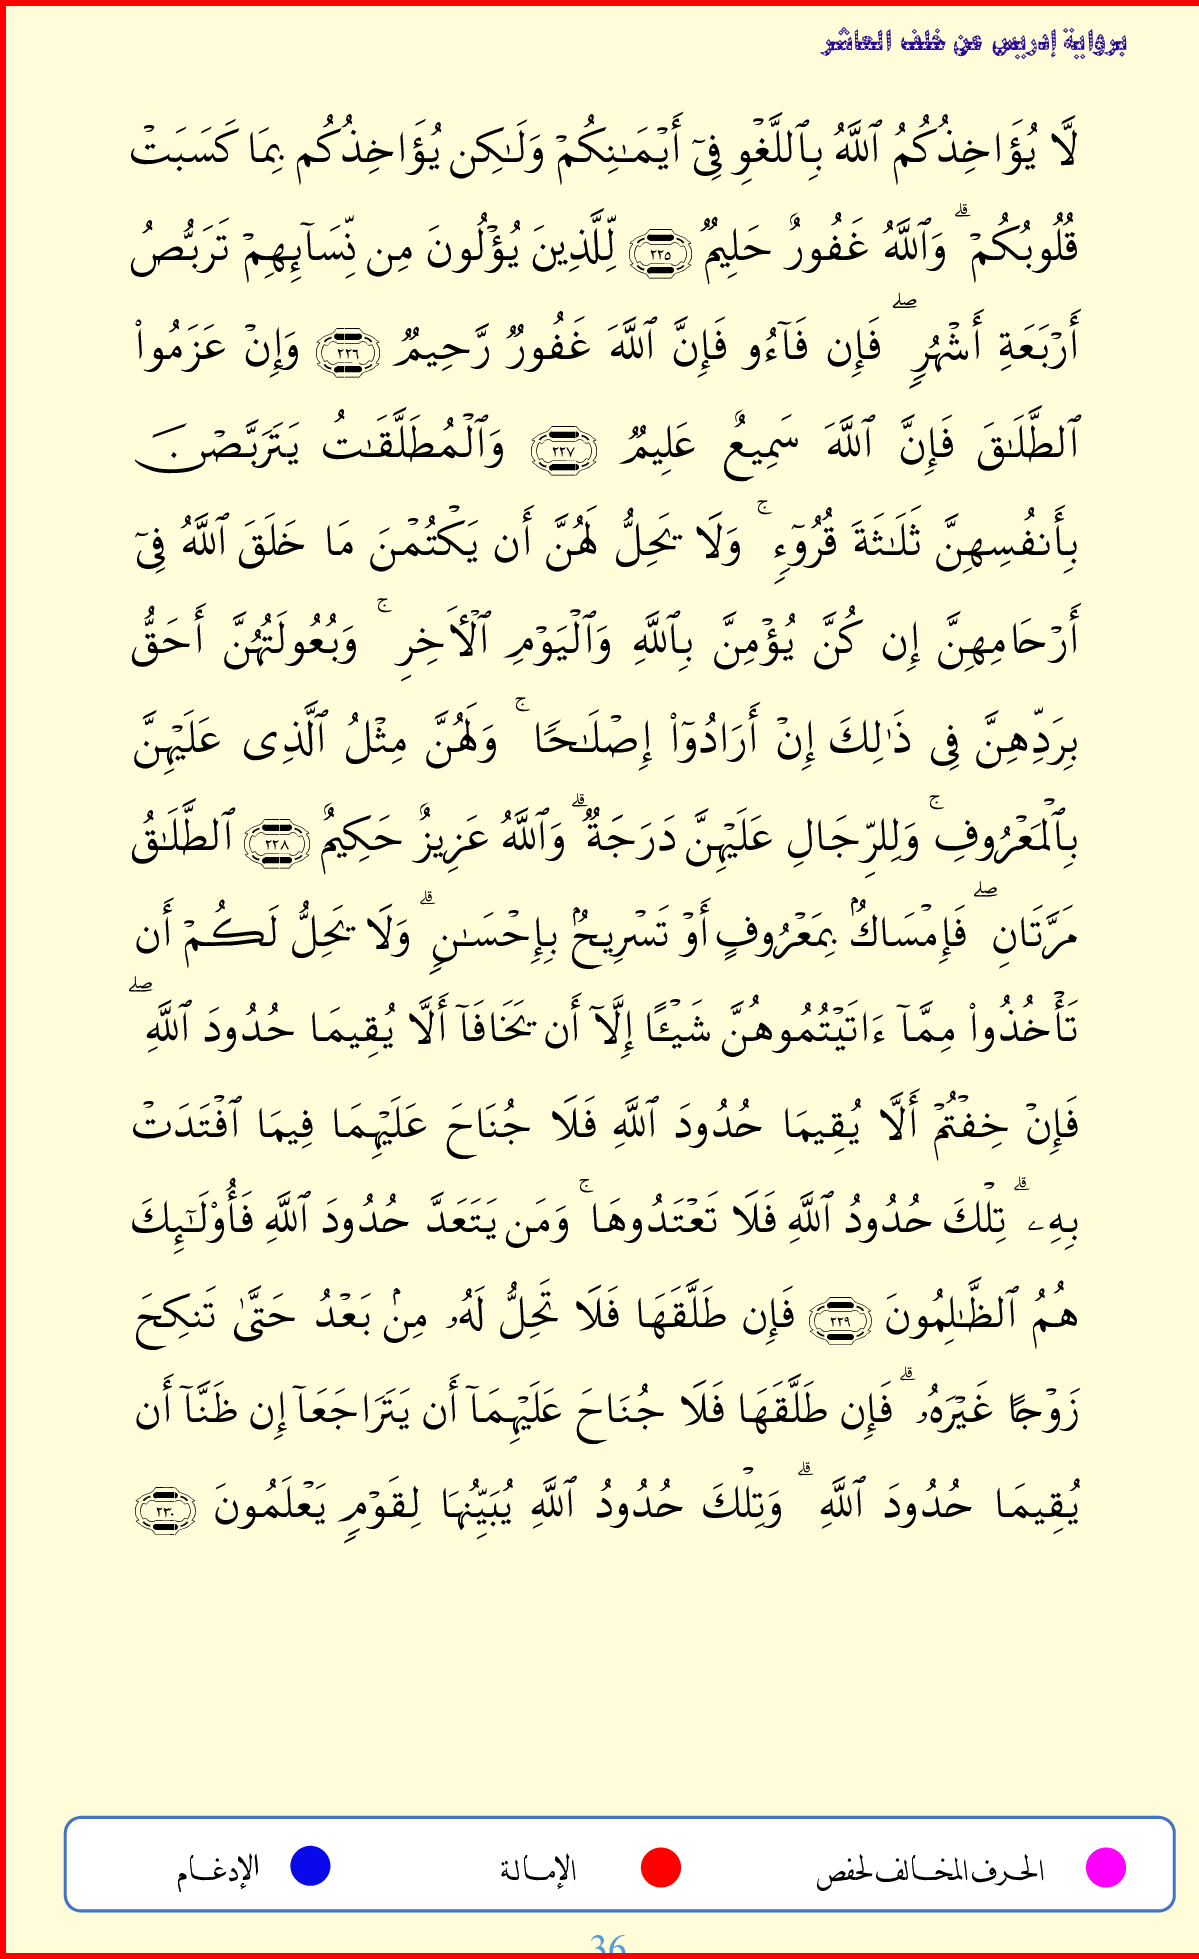 برواية إدريس عن خلف العاشر
لَّا يُؤَاخِذُكُمُ ٱللَّهُ بِٱللَّغْوِ فِىٓ أَيْمَـٰنِكُمْ وَلَـٰكِن يُؤَاخِذُكُم بِمَا كَسَبَتْ
قُلُوبُكُمْ ۗ وَٱللَّهُ غَفُورٌ حَلِيمٌ ٢٢٥ لِّلَّذِينَ يُؤْلُونَ مِن نِّسَآئِهِمْ تَرَبُّصُ
أَرْبَعَةِ أَشْهُرٍ ۖ فَإِن فَآءُو فَإِنَّ ٱللَّهَ غَفُورٌ رَّحِيمٌ ٢٢٦ وَإِنْ عَزَمُوا۟
ٱلطَّلَـٰقَ فَإِنَّ ٱللَّهَ سَمِيعٌ عَلِيمٌ ٢٢٧ وَٱلْمُطَلَّقَـٰتُ يَتَرَبَّصْنَ
بِأَنفُسِهِنَّ ثَلَـٰثَةَ قُرُوٓءٍ ۚ وَلَا يَحِلُّ لَهُنَّ أَن يَكْتُمْنَ مَا خَلَقَ ٱللَّهُ فِىٓ
أَرْحَامِهِنَّ إِن كُنَّ يُؤْمِنَّ بِٱللَّهِ وَٱلْيَوْمِ ٱلْـَٔاخِرِ ۚ وَبُعُولَتُهُنَّ أَحَقُّ
بِرَدِّهِنَّ فِى ذَٰلِكَ إِنْ أَرَادُوٓا۟ إِصْلَـٰحًا ۚ وَلَهُنَّ مِثْلُ ٱلَّذِى عَلَيْهِنَّ
بِٱلْمَعْرُوفِ ۚ وَلِلرِّجَالِ عَلَيْهِنَّ دَرَجَةٌ ۗ وَٱللَّهُ عَزِيزٌ حَكِيمٌ ٢٢٨ ٱلطَّلَـٰقُ
مَرَّتَانِ ۖ فَإِمْسَاكٌۢ بِمَعْرُوفٍ أَوْ تَسْرِيحٌۢ بِإِحْسَـٰنٍ ۗ وَلَا يَحِلُّ لَكُمْ أَن
تَأْخُذُوا۟ مِمَّآ ءَاتَيْتُمُوهُنَّ شَيْـًٔا إِلَّآ أَن يَخَافَآ أَلَّا يُقِيمَا حُدُودَ ٱللَّهِ ۖ
فَإِنْ خِفْتُمْ أَلَّا يُقِيمَا حُدُودَ ٱللَّهِ فَلَا جُنَاحَ عَلَيْهِمَا فِيمَا ٱفْتَدَتْ
بِهِۦ ۗ تِلْكَ حُدُودُ ٱللَّهِ فَلَا تَعْتَدُوهَا ۚ وَمَن يَتَعَدَّ حُدُودَ ٱللَّهِ فَأُو۟لَـٰٓئِكَ
هُمُ ٱلظَّـٰلِمُونَ ٢٢٩ فَإِن طَلَّقَهَا فَلَا تَحِلُّ لَهُۥ مِنۢ بَعْدُ حَتَّىٰ تَنكِحَ
زَوْجًا غَيْرَهُۥ ۗ فَإِن طَلَّقَهَا فَلَا جُنَاحَ عَلَيْهِمَآ أَن يَتَرَاجَعَآ إِن ظَنَّآ أَن
يُقِيمَا حُدُودَ ٱللَّهِ ۗ وَتِلْكَ حُدُودُ ٱللَّهِ يُبَيِّنُهَا لِقَوْمٍ يَعْلَمُونَ ٢٣٠
الحرف المخالف لحفص الإمالة الإدغام
36